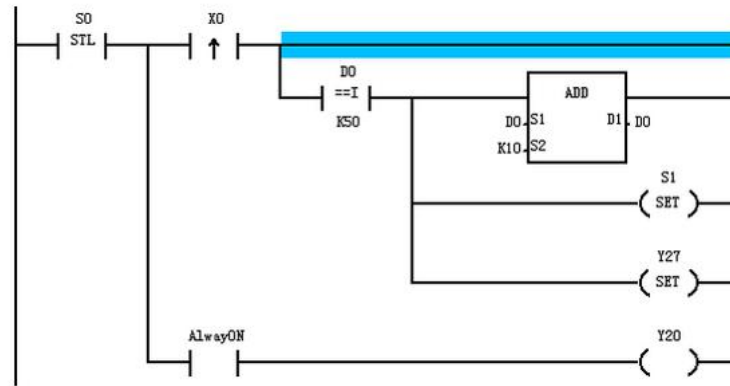 S0 X0
STL
D0
==I ADD
K50 D0 S1 D1 D0
K10 S2
S1
SET
Y27
SET
AlwayON Y20